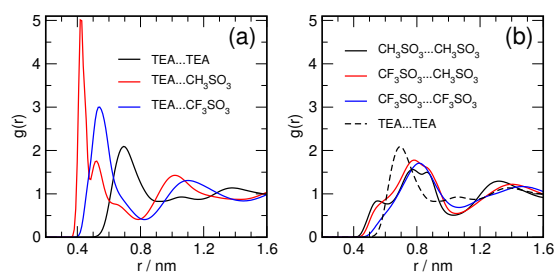 (a)
TEA...TEA
TEA...CH₃SO₃
TEA...CF₃SO₃
g(r)
5
4
3
2
1
0
0.4 0.8 1.2 1.6
r / nm
(b)
CH₃SO₃...CH₃SO₃
CF₃SO₃...CH₃SO₃
CF₃SO₃...CF₃SO₃
TEA...TEA
g(r)
5
4
3
2
1
0
0.4 0.8 1.2 1.6
r / nm